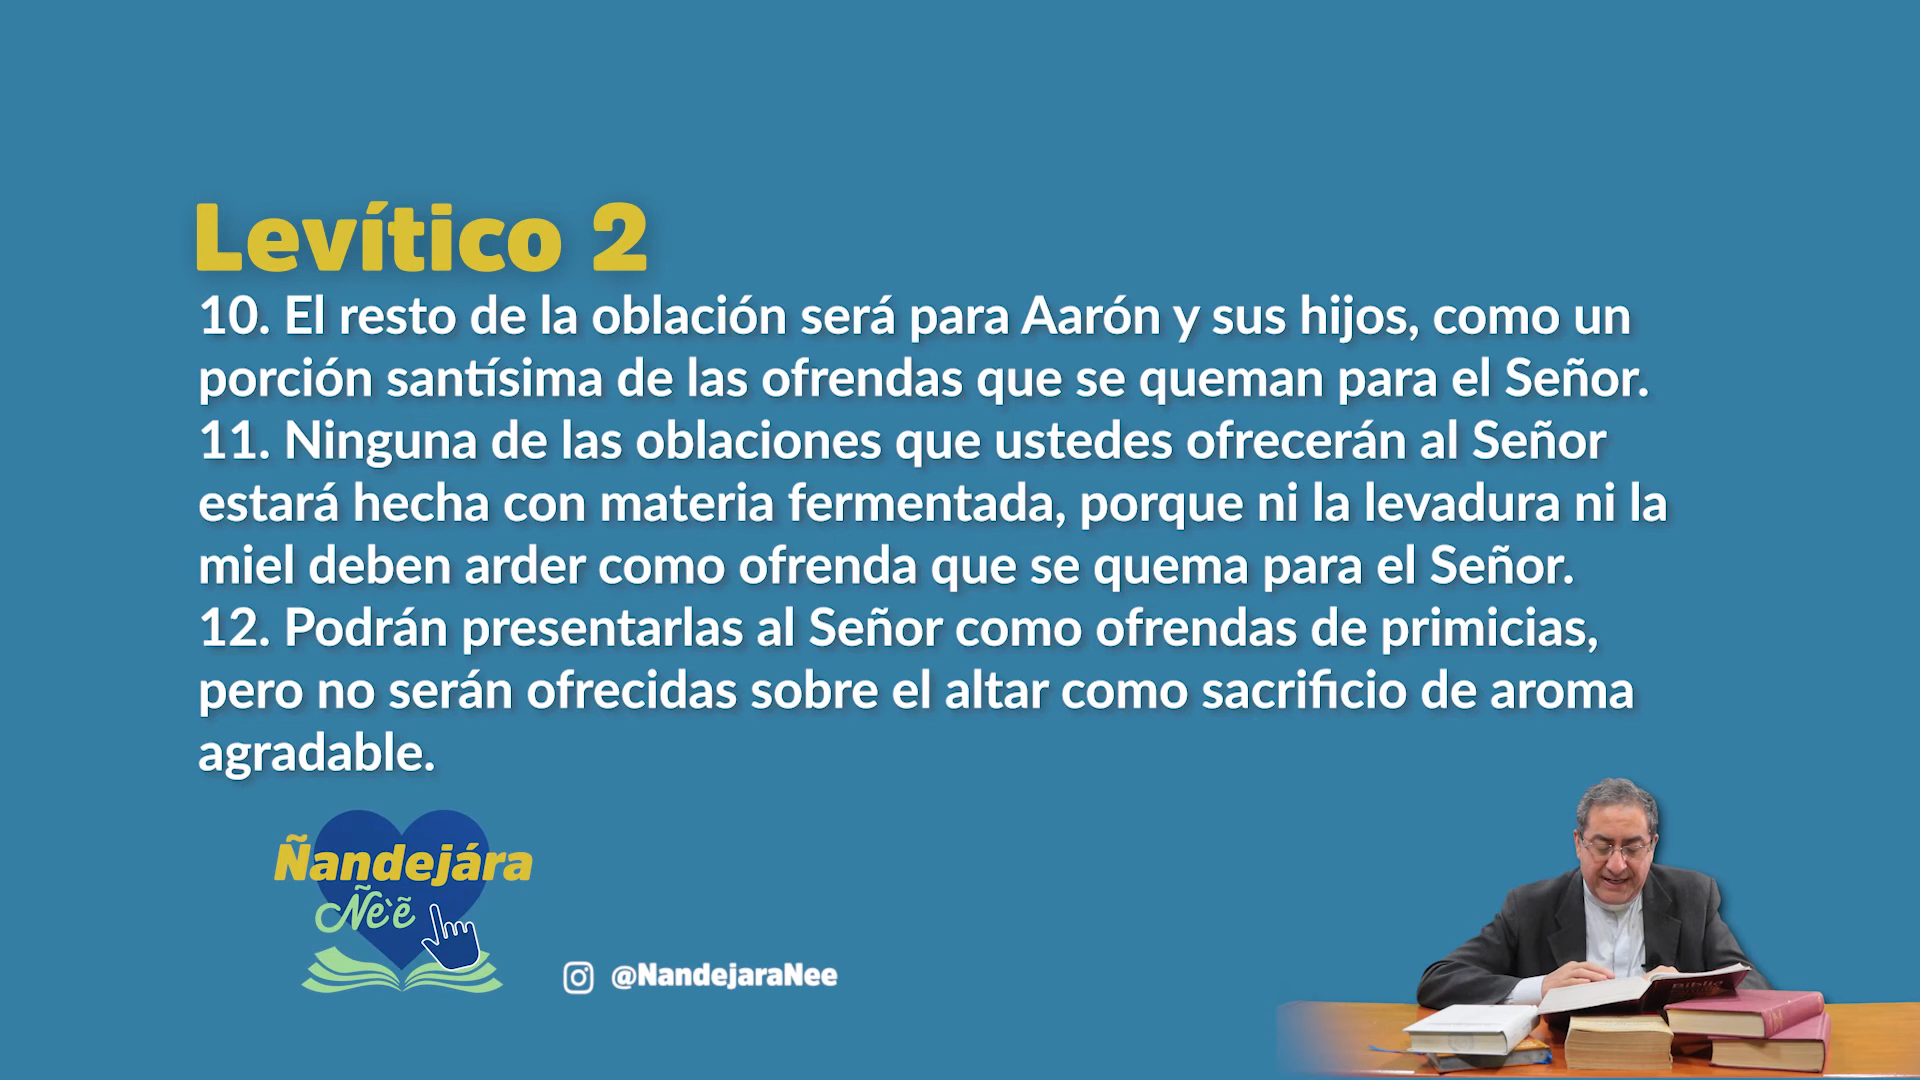 Levítico 2
10. El resto de la oblación será para Aarón y sus hijos, como un
porción santísima de las ofrendas que se queman para el Señor.
11. Ninguna de las oblaciones que ustedes ofrecerán al Señor
estará hecha con materia fermentada, porque ni la levadura ni la
miel deben arder como ofrenda que se quema para el Señor.
12. Podrán presentarlas al Señor como ofrendas de primicias,
pero no serán ofrecidas sobre el altar como sacrificio de aroma
agradable.
Ñandejára
Ñe'ẽ
@NandejaraNee
Biblia